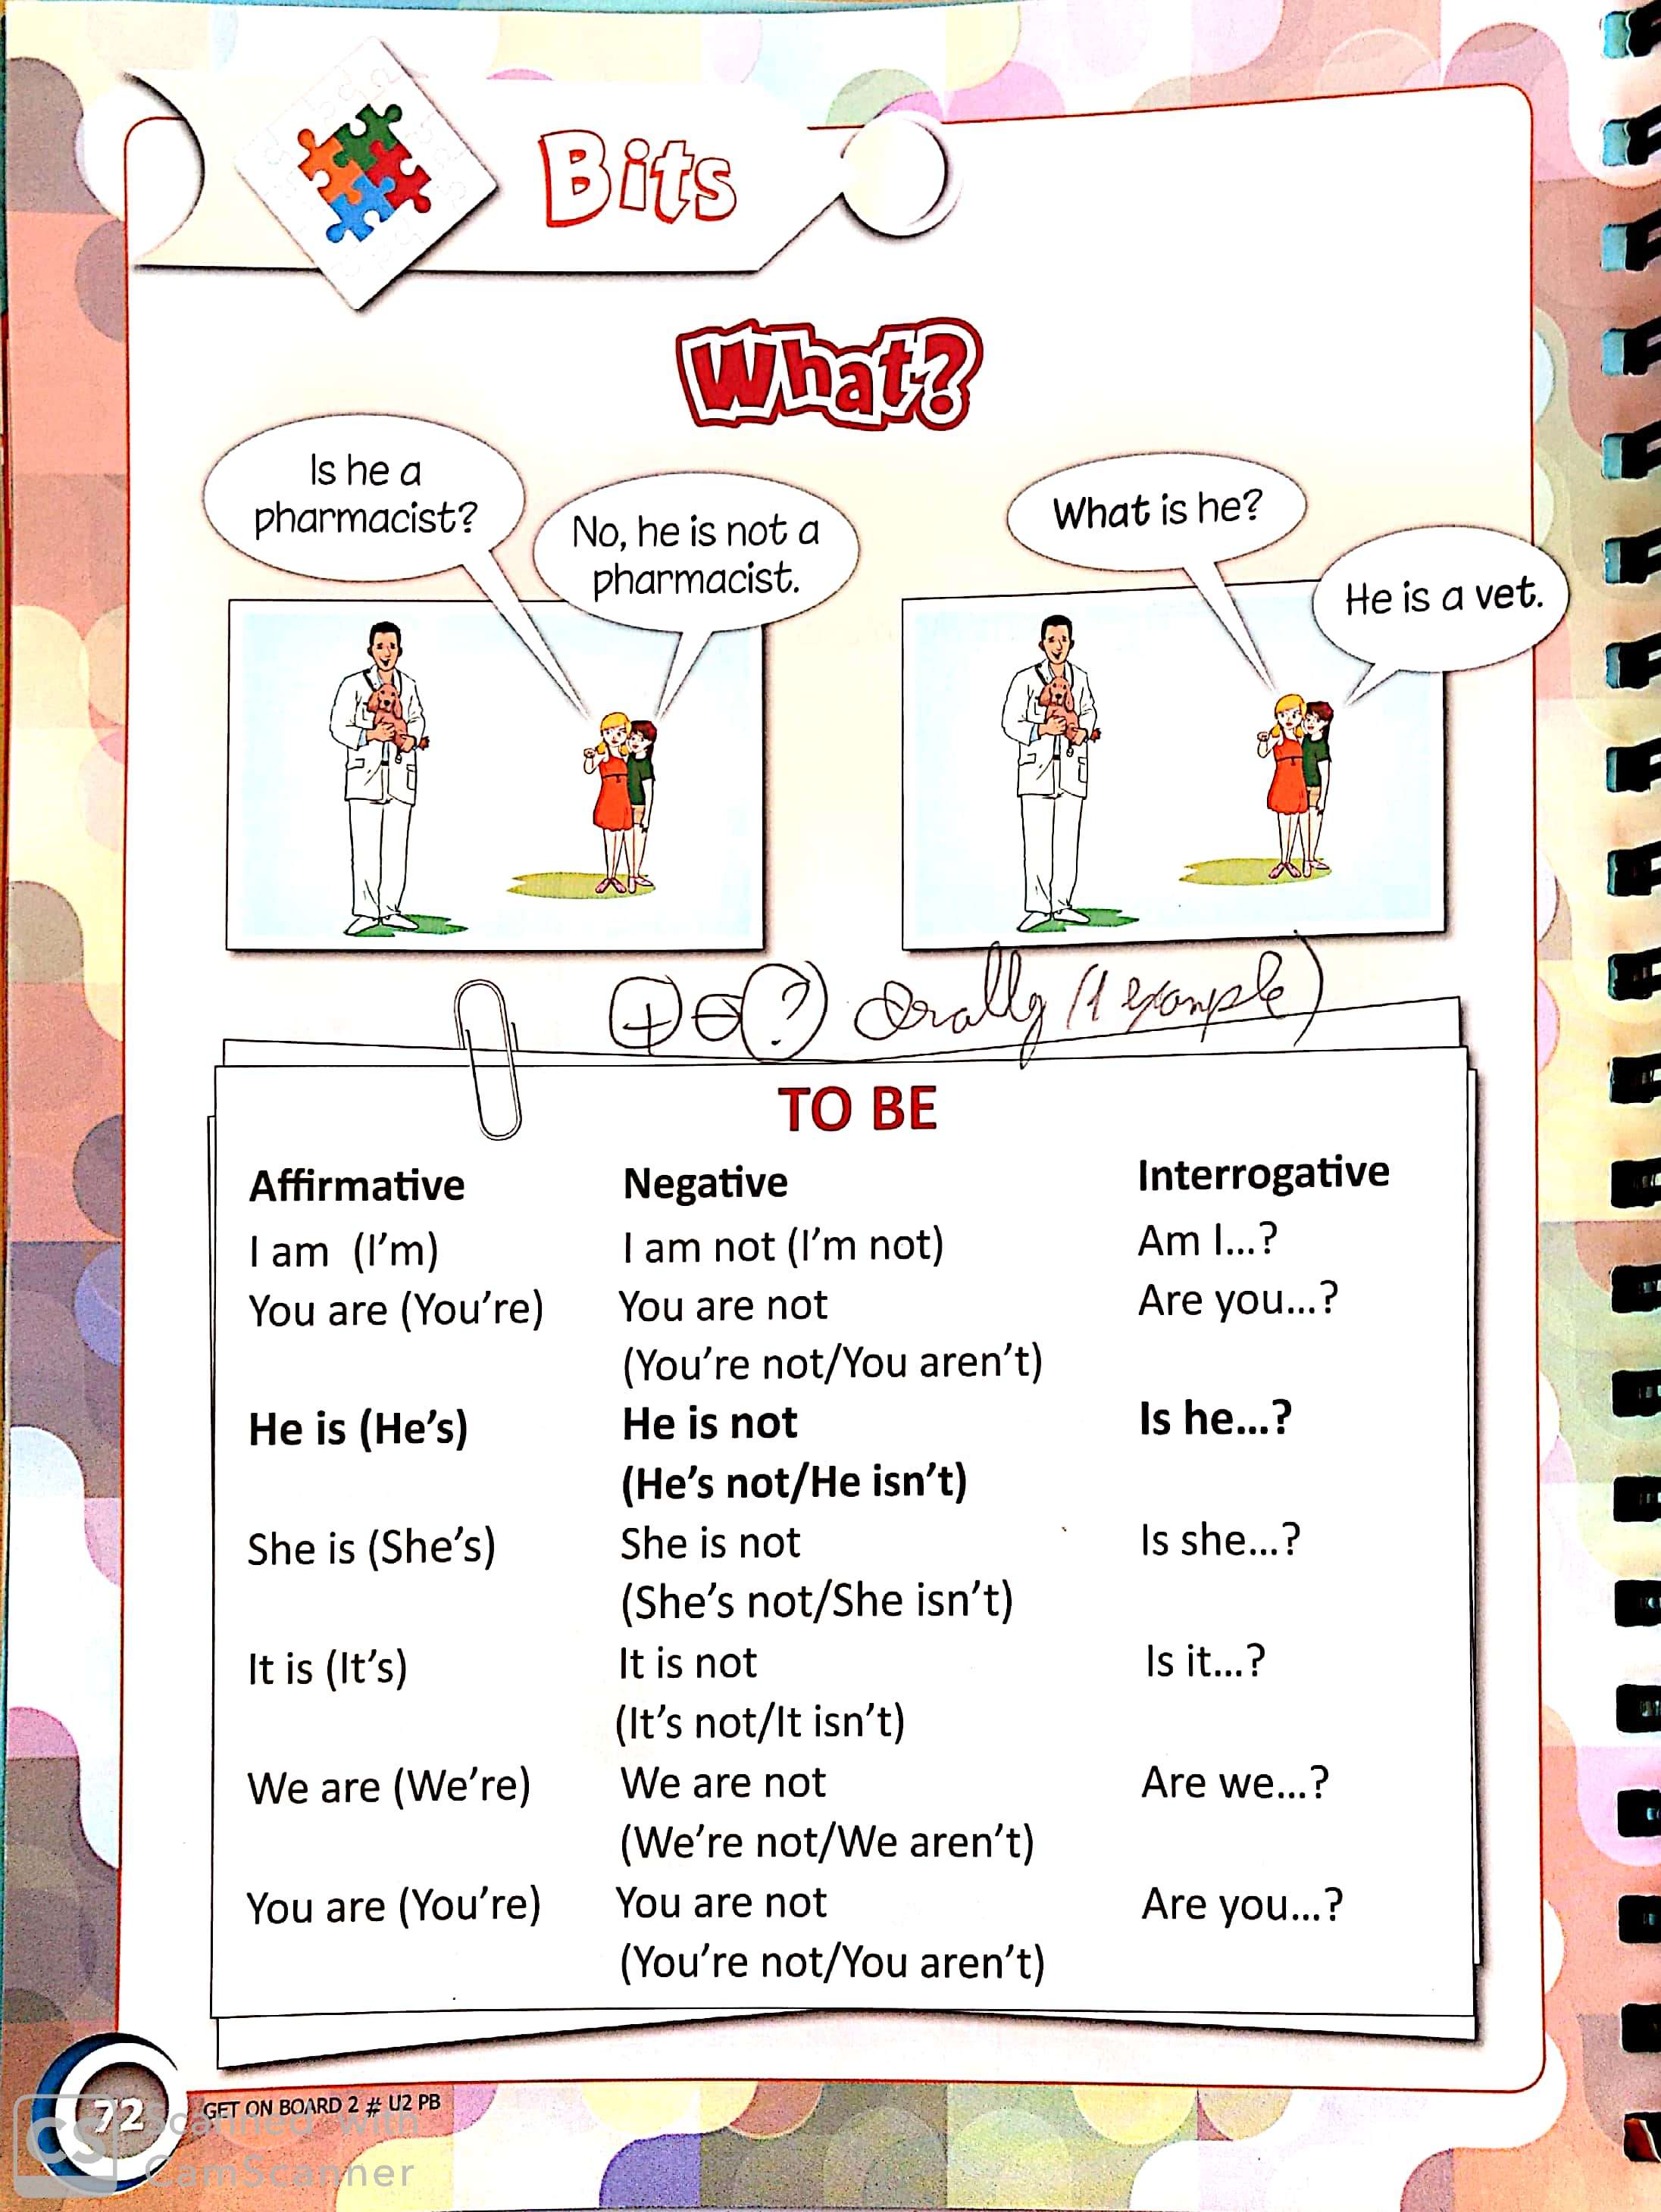 Bits
What?
Is he a
pharmacist?
No, he is not a
pharmacist.
What is he?
He is a vet.
+ - ? Orally (1 example)
TO BE
Affirmative Negative Interrogative
I am (I'm) I am not (I'm not) Am I...?
You are (You're) You are not Are you...?
(You're not/You aren't)
He is (He's) He is not Is he...?
(He's not/He isn't)
She is (She's) She is not Is she...?
(She's not/She isn't)
It is (It's) It is not Is it...?
(It's not/It isn't)
We are (We're) We are not Are we...?
(We're not/We aren't)
You are (You're) You are not Are you...?
(You're not/You aren't)
72 GET ON BOARD 2 # U2 PB
CS Scanned with
CamScanner